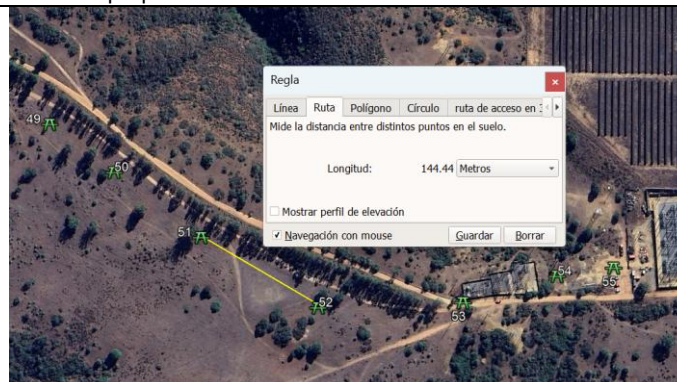 Regla
Línea Ruta Polígono Círculo ruta de acceso en 3
Mide la distancia entre distintos puntos en el suelo.
Longitud: 144.44 Metros
Mostrar perfil de elevación
Navegación con mouse Guardar Borrar
49
50
51
52
53
54
55